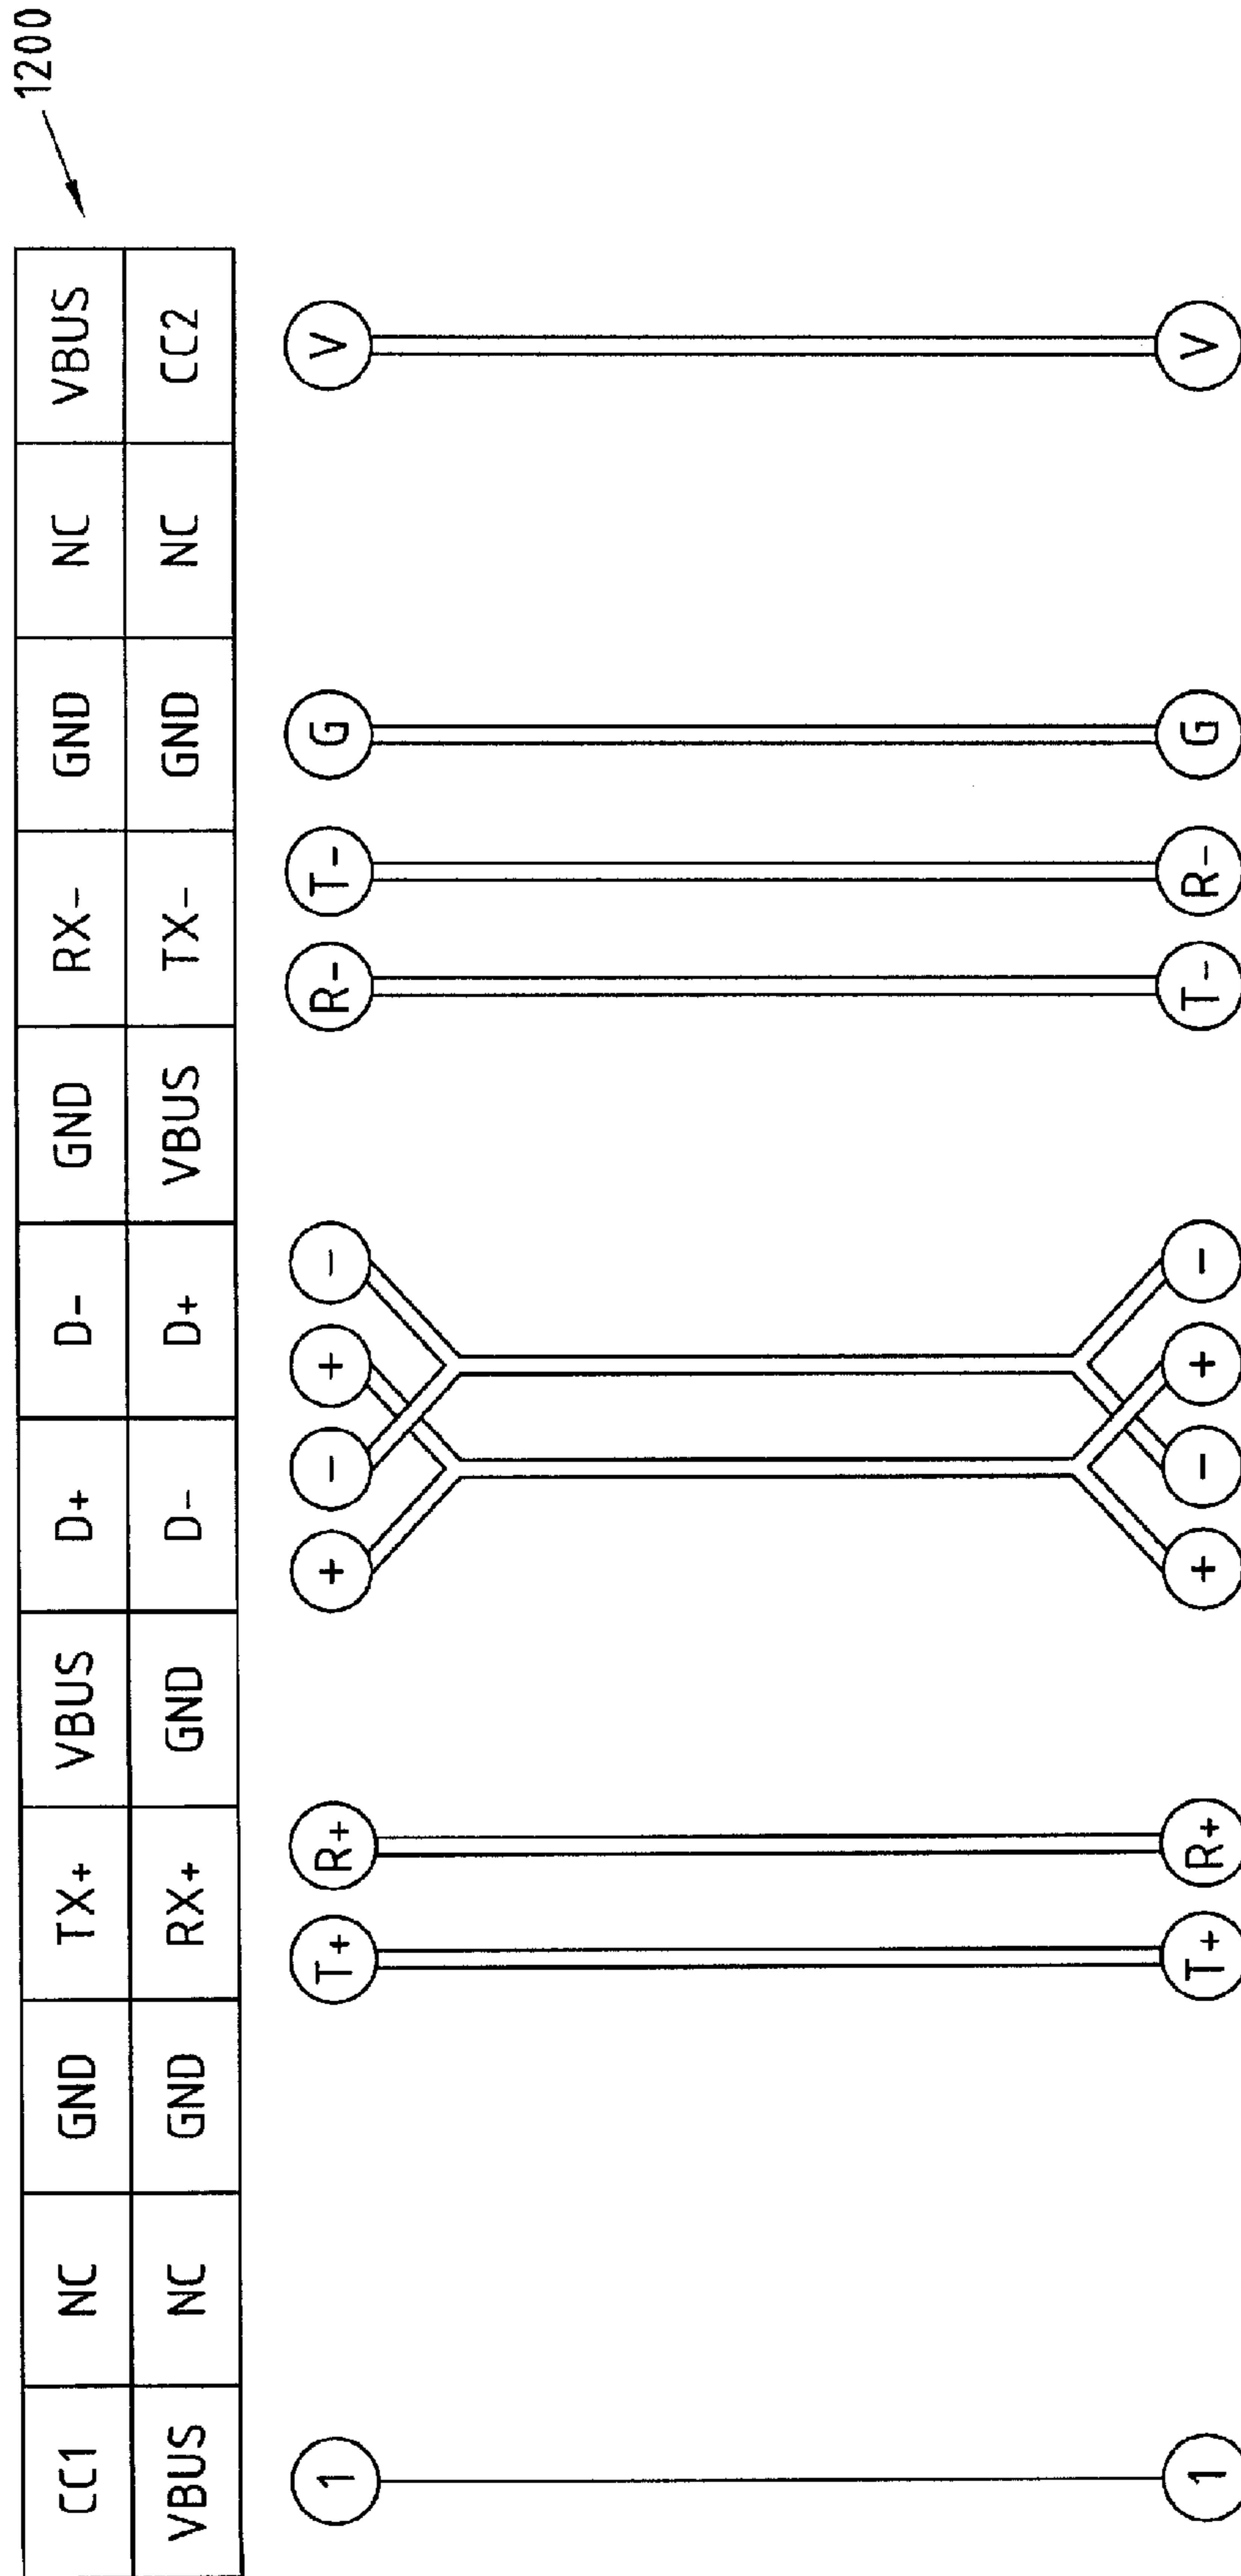 1200
CC1 NC GND TX+ VBUS D+ D- GND RX- GND NC VBUS
VBUS NC GND RX+ GND D- D+ VBUS TX- GND NC CC2
1 T+ R+ + - + - R- T- G V
1 T+ R+ + - + - T- R- G V